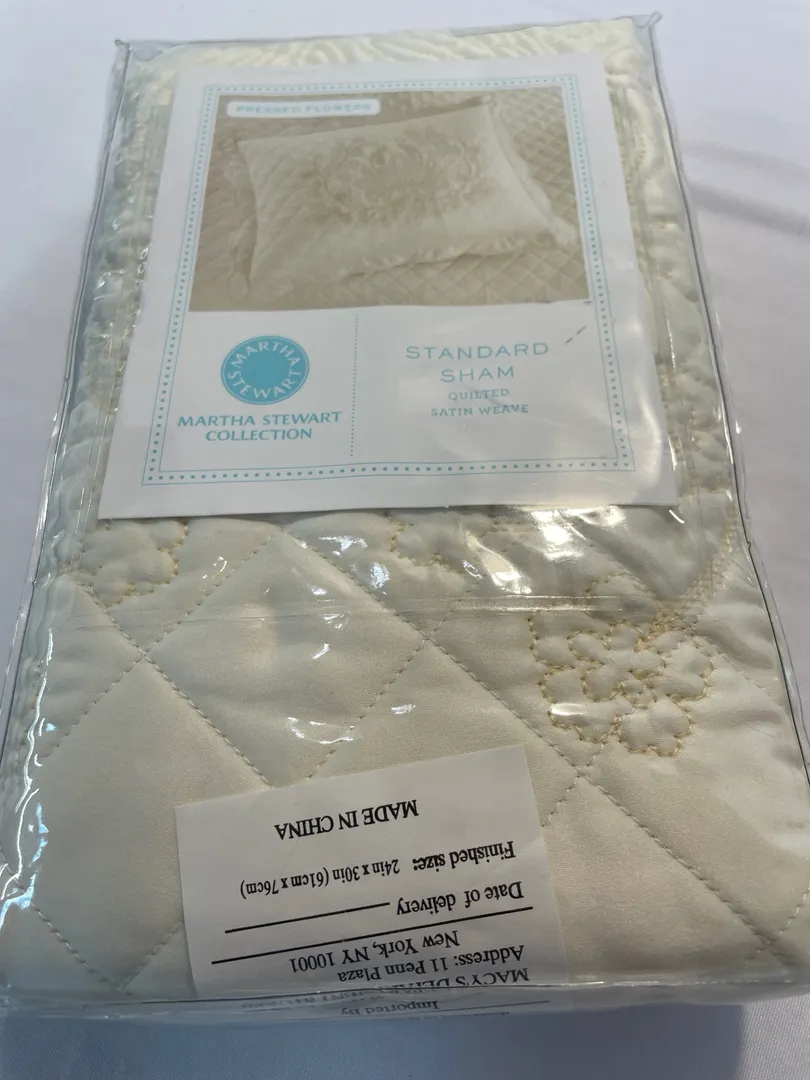 PRESSED FLOWERS
MARTHA
STEWART
MARTHA STEWART
COLLECTION
STANDARD
SHAM
QUILTED
SATIN WEAVE
Imported by
MACY'S
Address: 11 Penn Plaza
New York, NY 10001
Date of delivery
Finished size: 24in x 30in (61cm x 76cm)
MADE IN CHINA